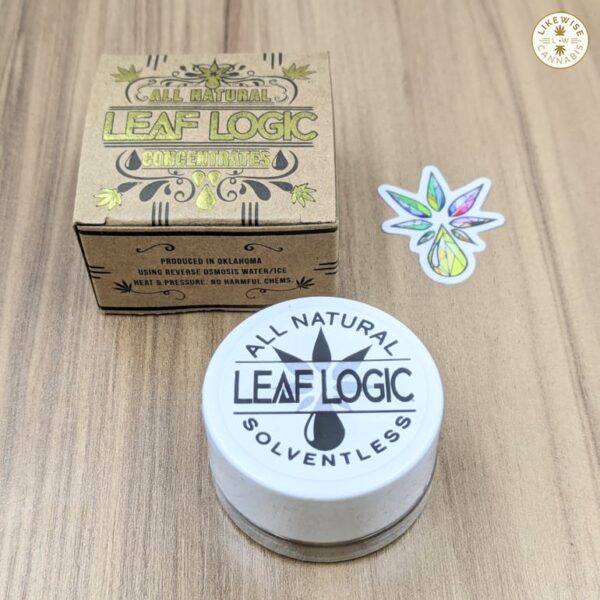 LIKEWISE
L W
CANNABIS
ALL NATURAL
LEAF LOGIC
CONCENTRATES
PRODUCED IN OKLAHOMA
USING REVERSE OSMOSIS WATER/ICE
HEAT & PRESSURE. NO HARMFUL CHEMS.
ALL NATURAL
LEAF LOGIC
SOLVENTLESS